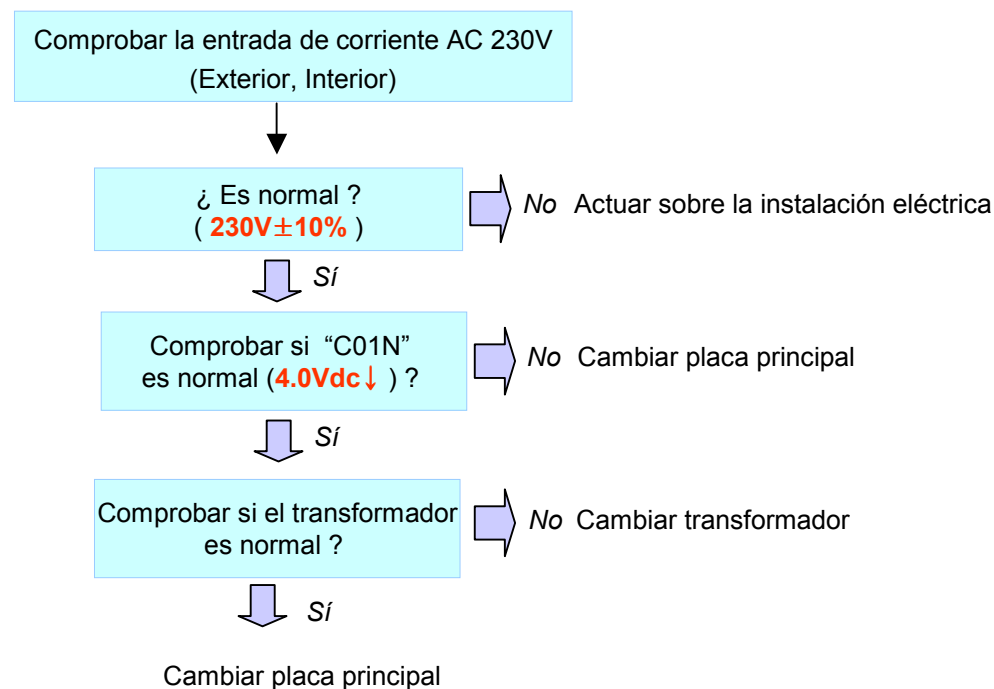 Comprobar la entrada de corriente AC 230V
(Exterior, Interior)
¿ Es normal ?
( 230V±10% )
No Actuar sobre la instalación eléctrica
Sí
Comprobar si “C01N”
es normal (4.0Vdc↓ ) ?
No Cambiar placa principal
Sí
Comprobar si el transformador
es normal ?
No Cambiar transformador
Sí
Cambiar placa principal